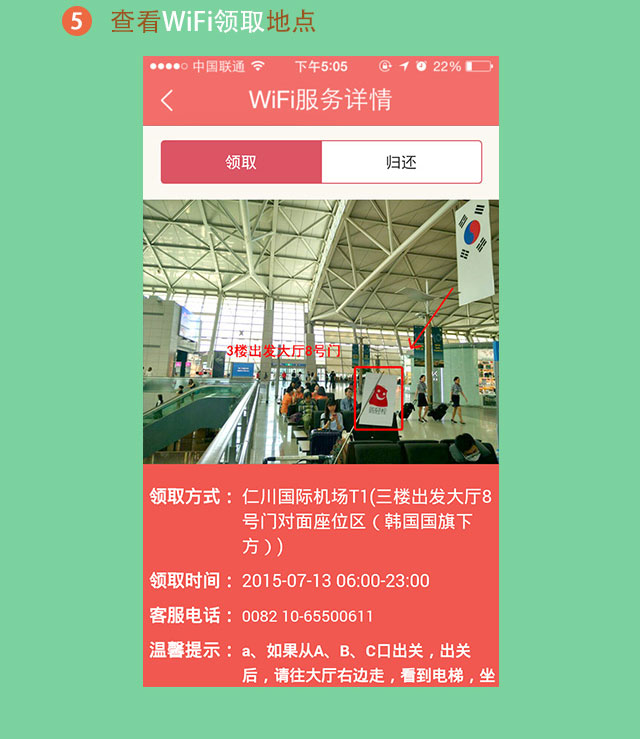 5 查看WiFi领取地点
中国联通 下午5:05 22%
WiFi服务详情
领取 归还
3楼出发大厅8号门
领取方式： 仁川国际机场T1(三楼出发大厅8
号门对面座位区（韩国国旗下
方）)
领取时间： 2015-07-13 06:00-23:00
客服电话： 0082 10-65500611
温馨提示： a、如果从A、B、C口出关，出关
后，请往大厅右边走，看到电梯，坐